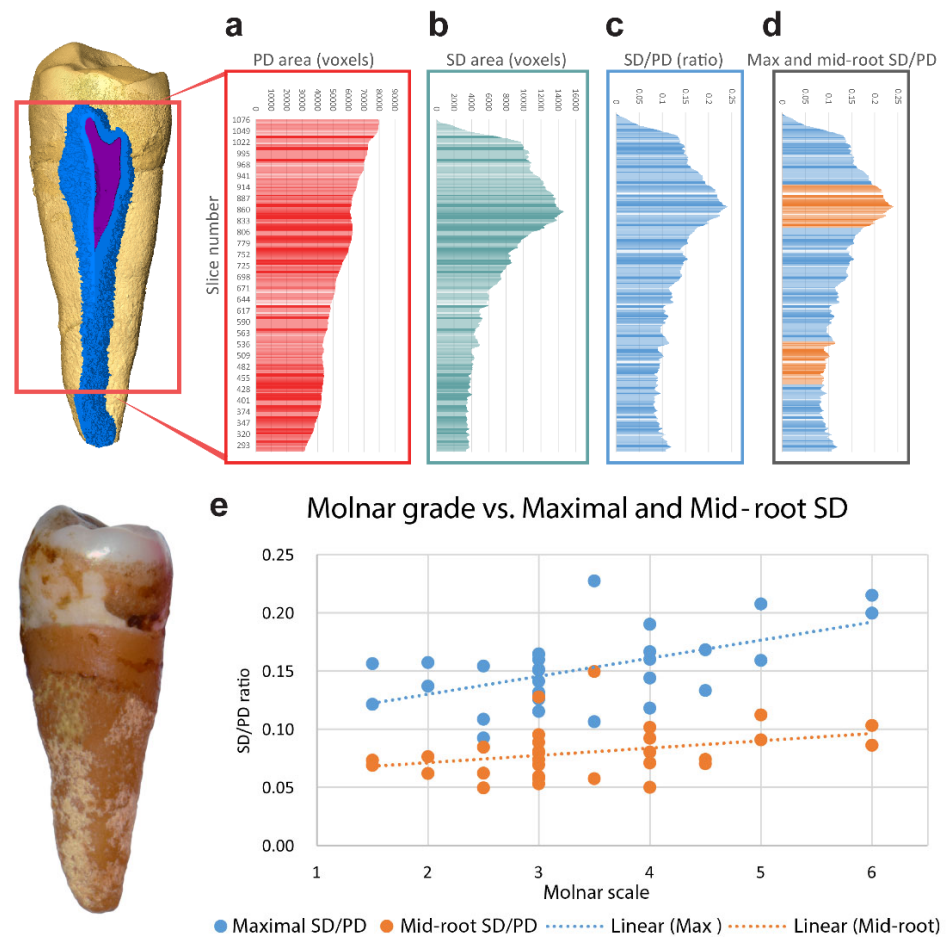 a
b
c
d
PD area (voxels)
SD area (voxels)
SD/PD (ratio)
Max and mid-root SD/PD
0 10000 20000 30000 40000 50000 60000 70000 80000 90000
0 2000 4000 6000 8000 10000 12000 14000 16000
0 0.05 0.1 0.15 0.2 0.25
0 0.05 0.1 0.15 0.2 0.25
Slice number
1076
1049
1022
995
968
941
914
887
860
833
806
779
752
725
698
671
644
617
590
563
536
509
482
455
428
401
374
347
320
293
e
Molnar grade vs. Maximal and Mid-root SD
SD/PD ratio
0.25
0.20
0.15
0.10
0.05
0.00
1 2 3 4 5 6
Molnar scale
Maximal SD/PD Mid-root SD/PD Linear (Max ) Linear (Mid-root)